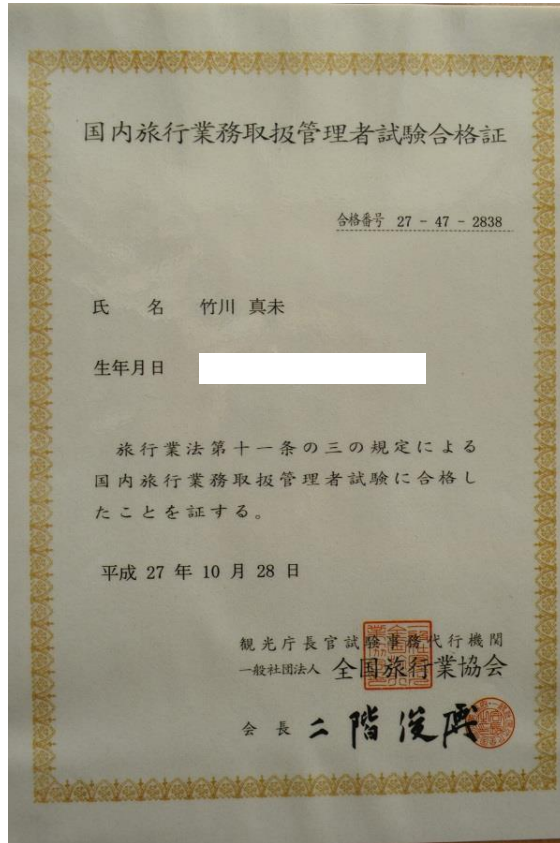 国内旅行業務取扱管理者試験合格証
合格番号 27 - 47 - 2838
氏 名 竹川 真未
生年月日
旅行業法第十一条の三の規定による
国内旅行業務取扱管理者試験に合格し
たことを証する。
平成 27 年 10 月 28 日
観光庁長官試験事務代行機関
一般社団法人 全国旅行業協会
会 長 二階俊博